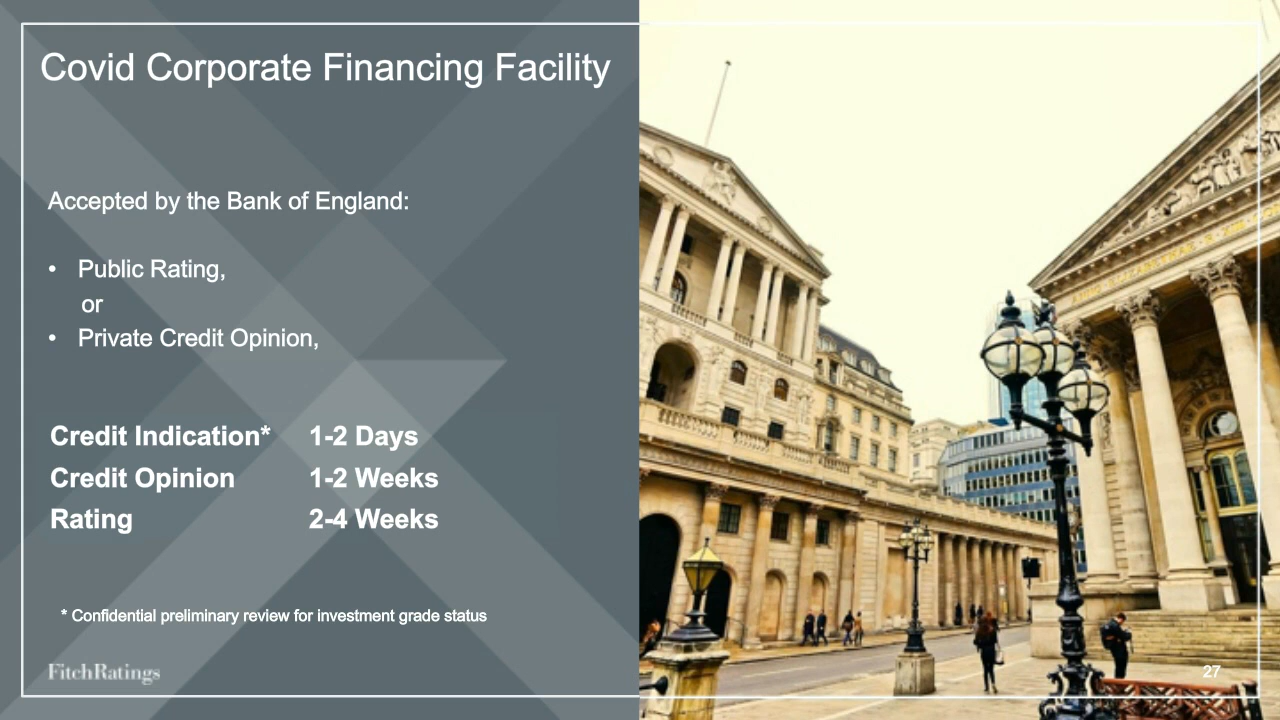 Covid Corporate Financing Facility
Accepted by the Bank of England:
• Public Rating,
or
• Private Credit Opinion,
Credit Indication* 1-2 Days
Credit Opinion 1-2 Weeks
Rating 2-4 Weeks
* Confidential preliminary review for investment grade status
FitchRatings
27